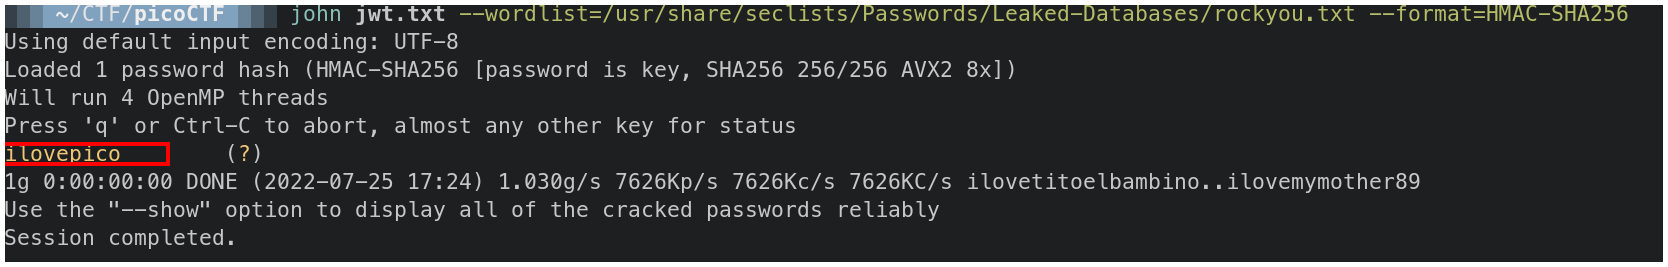 ~/CTF/picoCTF john jwt.txt --wordlist=/usr/share/seclists/Passwords/Leaked-Databases/rockyou.txt --format=HMAC-SHA256
Using default input encoding: UTF-8
Loaded 1 password hash (HMAC-SHA256 [password is key, SHA256 256/256 AVX2 8x])
Will run 4 OpenMP threads
Press 'q' or Ctrl-C to abort, almost any other key for status
ilovepico (?)
1g 0:00:00:00 DONE (2022-07-25 17:24) 1.030g/s 7626Kp/s 7626Kc/s 7626KC/s ilovetitoelbambino..ilovemymother89
Use the "--show" option to display all of the cracked passwords reliably
Session completed.